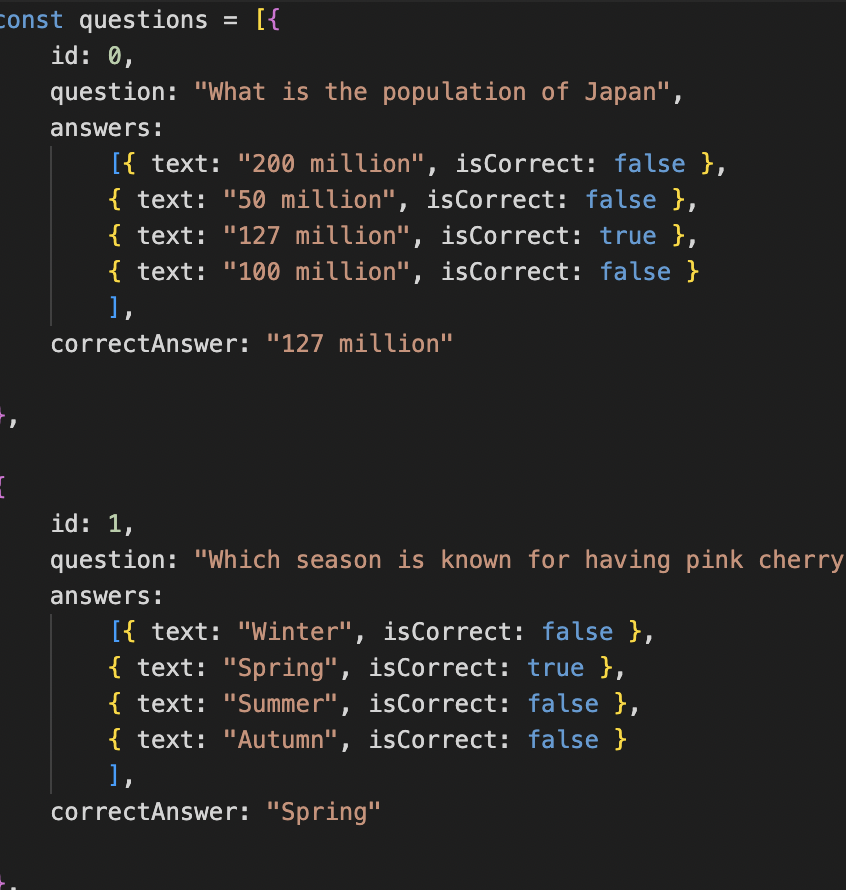 const questions = [{
id: 0,
question: "What is the population of Japan",
answers:
[{ text: "200 million", isCorrect: false },
{ text: "50 million", isCorrect: false },
{ text: "127 million", isCorrect: true },
{ text: "100 million", isCorrect: false }
],
correctAnswer: "127 million"
},
{
id: 1,
question: "Which season is known for having pink cherry
answers:
[{ text: "Winter", isCorrect: false },
{ text: "Spring", isCorrect: true },
{ text: "Summer", isCorrect: false },
{ text: "Autumn", isCorrect: false }
],
correctAnswer: "Spring"
},